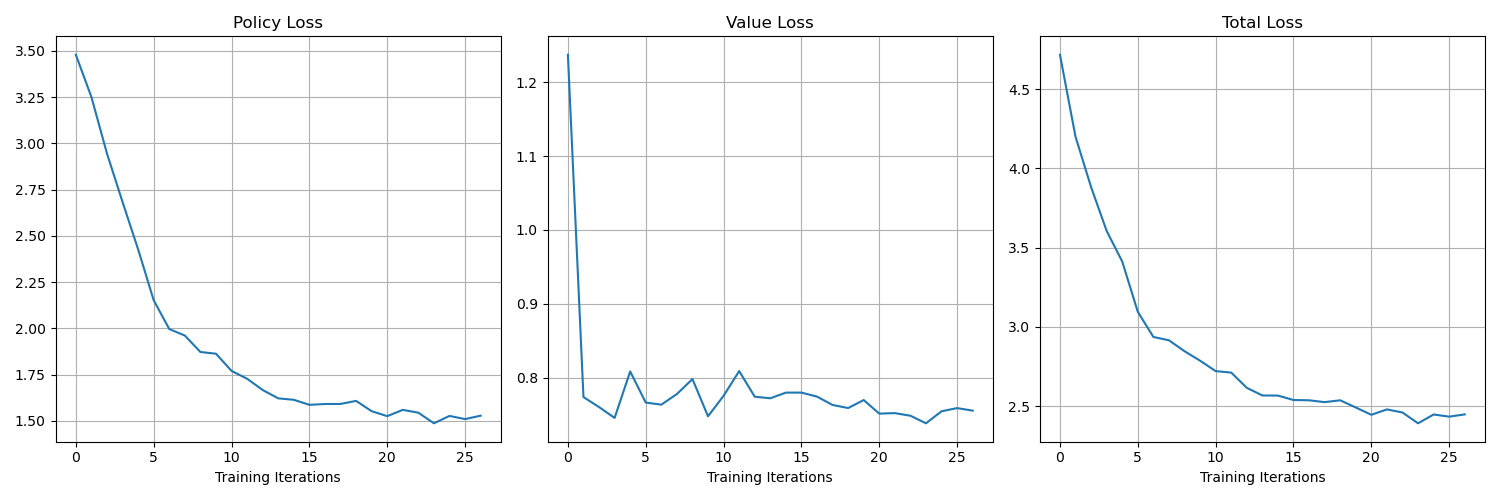 Policy Loss
3.50
3.25
3.00
2.75
2.50
2.25
2.00
1.75
1.50
0 5 10 15 20 25
Training Iterations
Value Loss
1.2
1.1
1.0
0.9
0.8
0 5 10 15 20 25
Training Iterations
Total Loss
4.5
4.0
3.5
3.0
2.5
0 5 10 15 20 25
Training Iterations